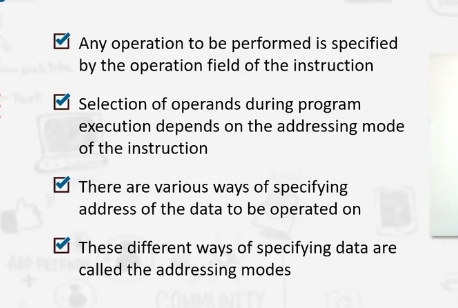 Any operation to be performed is specified
by the operation field of the instruction
Selection of operands during program
execution depends on the addressing mode
of the instruction
There are various ways of specifying
address of the data to be operated on
These different ways of specifying data are
called the addressing modes
COMMUNITY